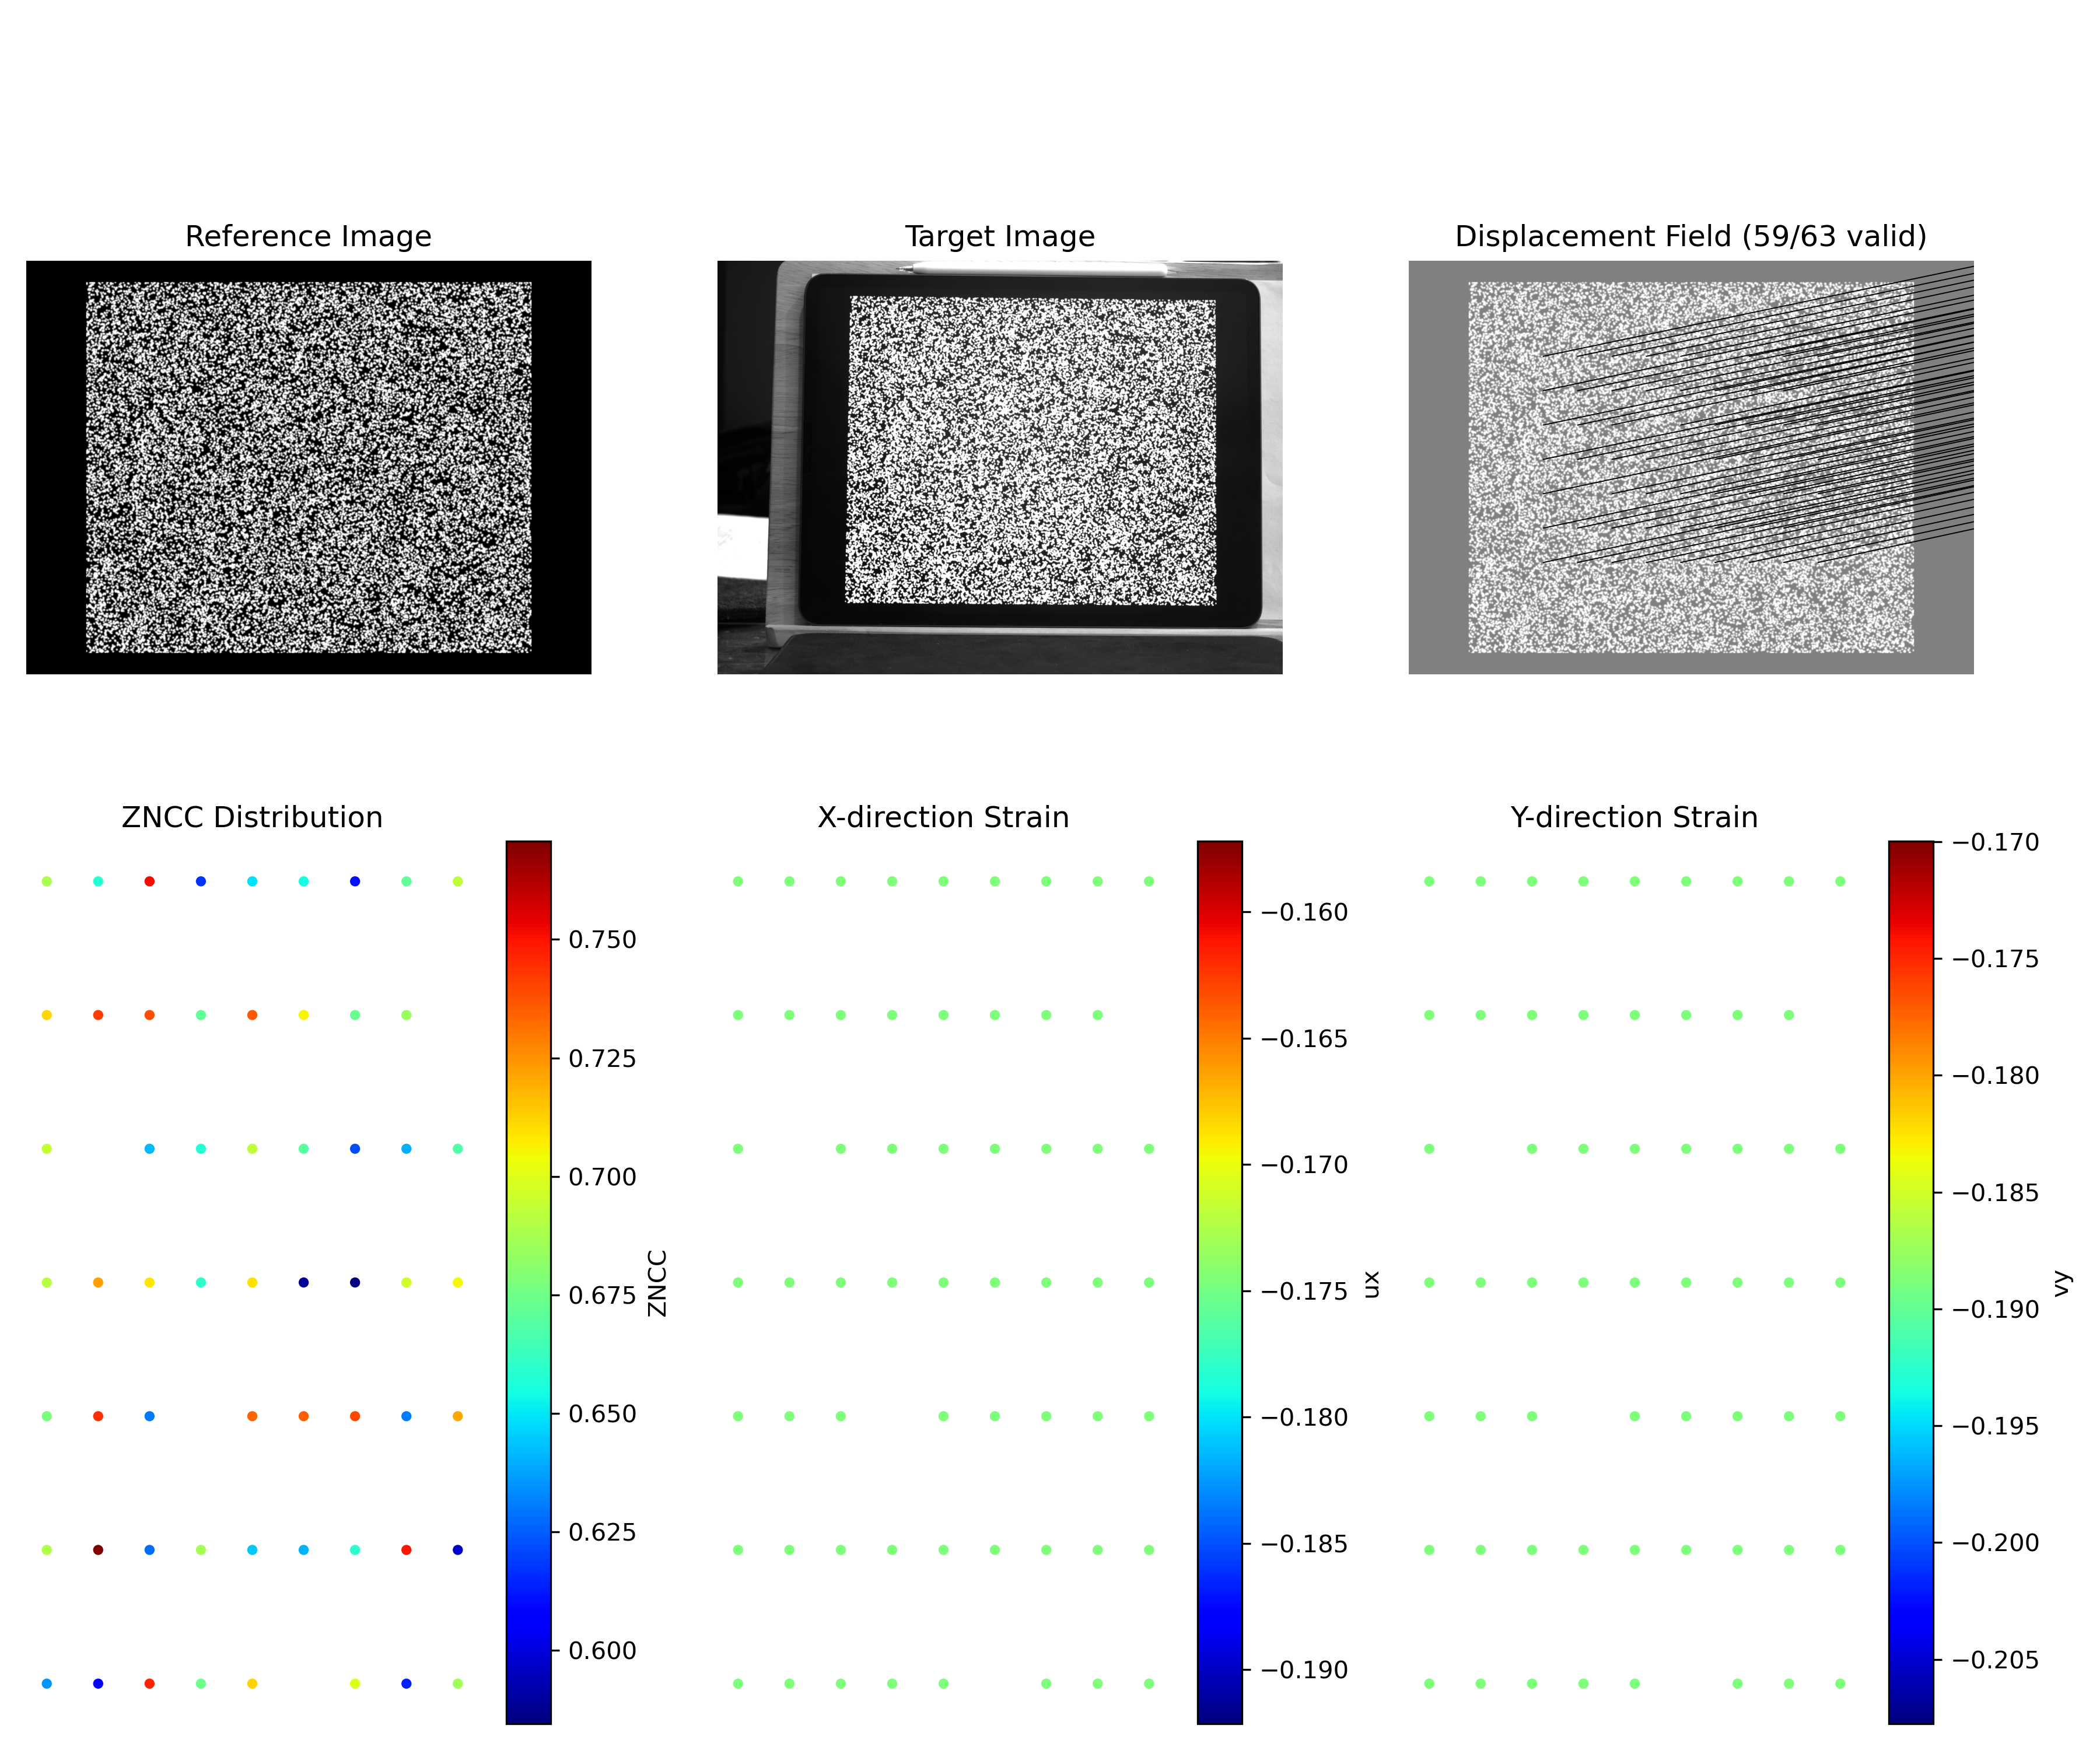 Reference Image
Target Image
Displacement Field (59/63 valid)
ZNCC Distribution
0.750
0.725
0.700
0.675
0.650
0.625
0.600
ZNCC
X-direction Strain
−0.160
−0.165
−0.170
−0.175
−0.180
−0.185
−0.190
ux
Y-direction Strain
−0.170
−0.175
−0.180
−0.185
−0.190
−0.195
−0.200
−0.205
vy